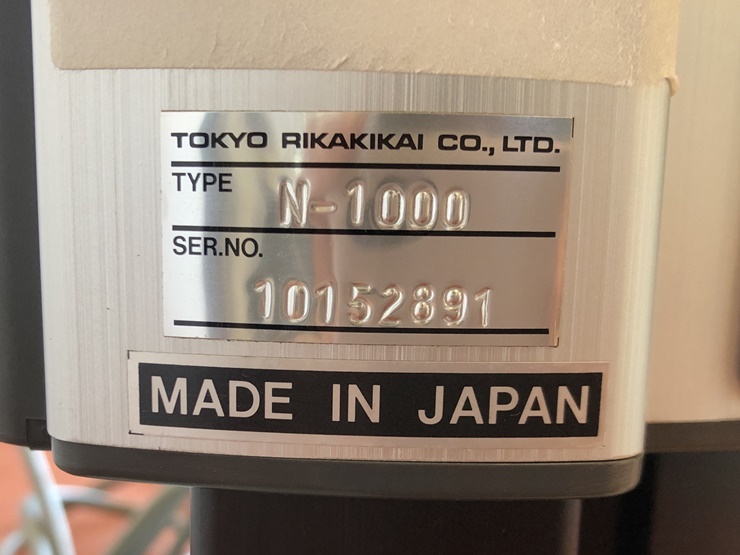 TOKYO RIKAKIKAI CO., LTD.
TYPE N-1000
SER.NO.
10152891
MADE IN JAPAN